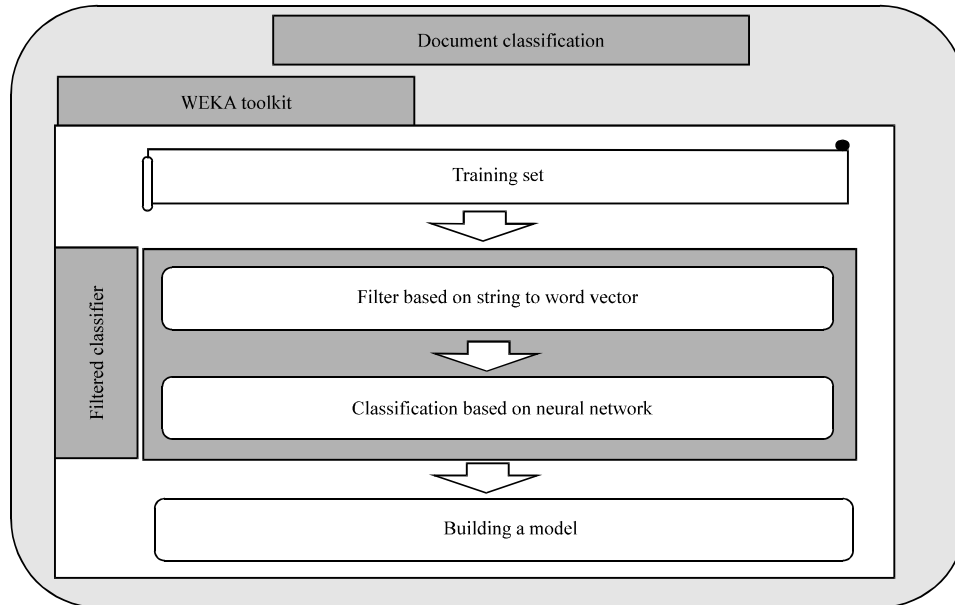 Document classification
WEKA toolkit
Training set
Filtered classifier
Filter based on string to word vector
Classification based on neural network
Building a model